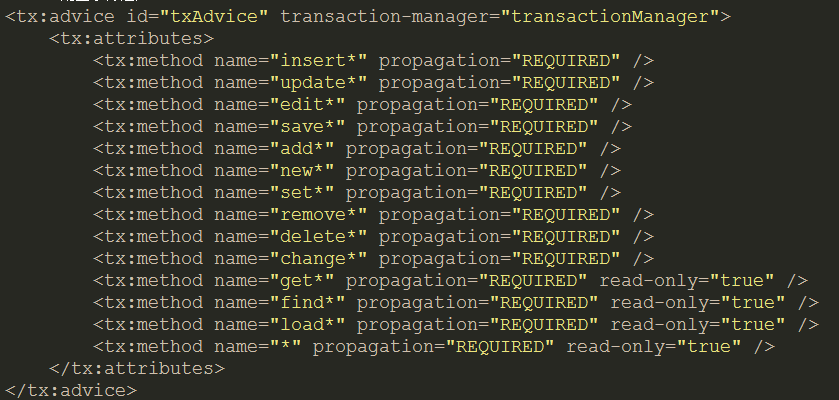 <tx:advice id="txAdvice" transaction-manager="transactionManager">
<tx:attributes>
<tx:method name="insert*" propagation="REQUIRED" />
<tx:method name="update*" propagation="REQUIRED" />
<tx:method name="edit*" propagation="REQUIRED" />
<tx:method name="save*" propagation="REQUIRED" />
<tx:method name="add*" propagation="REQUIRED" />
<tx:method name="new*" propagation="REQUIRED" />
<tx:method name="set*" propagation="REQUIRED" />
<tx:method name="remove*" propagation="REQUIRED" />
<tx:method name="delete*" propagation="REQUIRED" />
<tx:method name="change*" propagation="REQUIRED" />
<tx:method name="get*" propagation="REQUIRED" read-only="true" />
<tx:method name="find*" propagation="REQUIRED" read-only="true" />
<tx:method name="load*" propagation="REQUIRED" read-only="true" />
<tx:method name="*" propagation="REQUIRED" read-only="true" />
</tx:attributes>
</tx:advice>